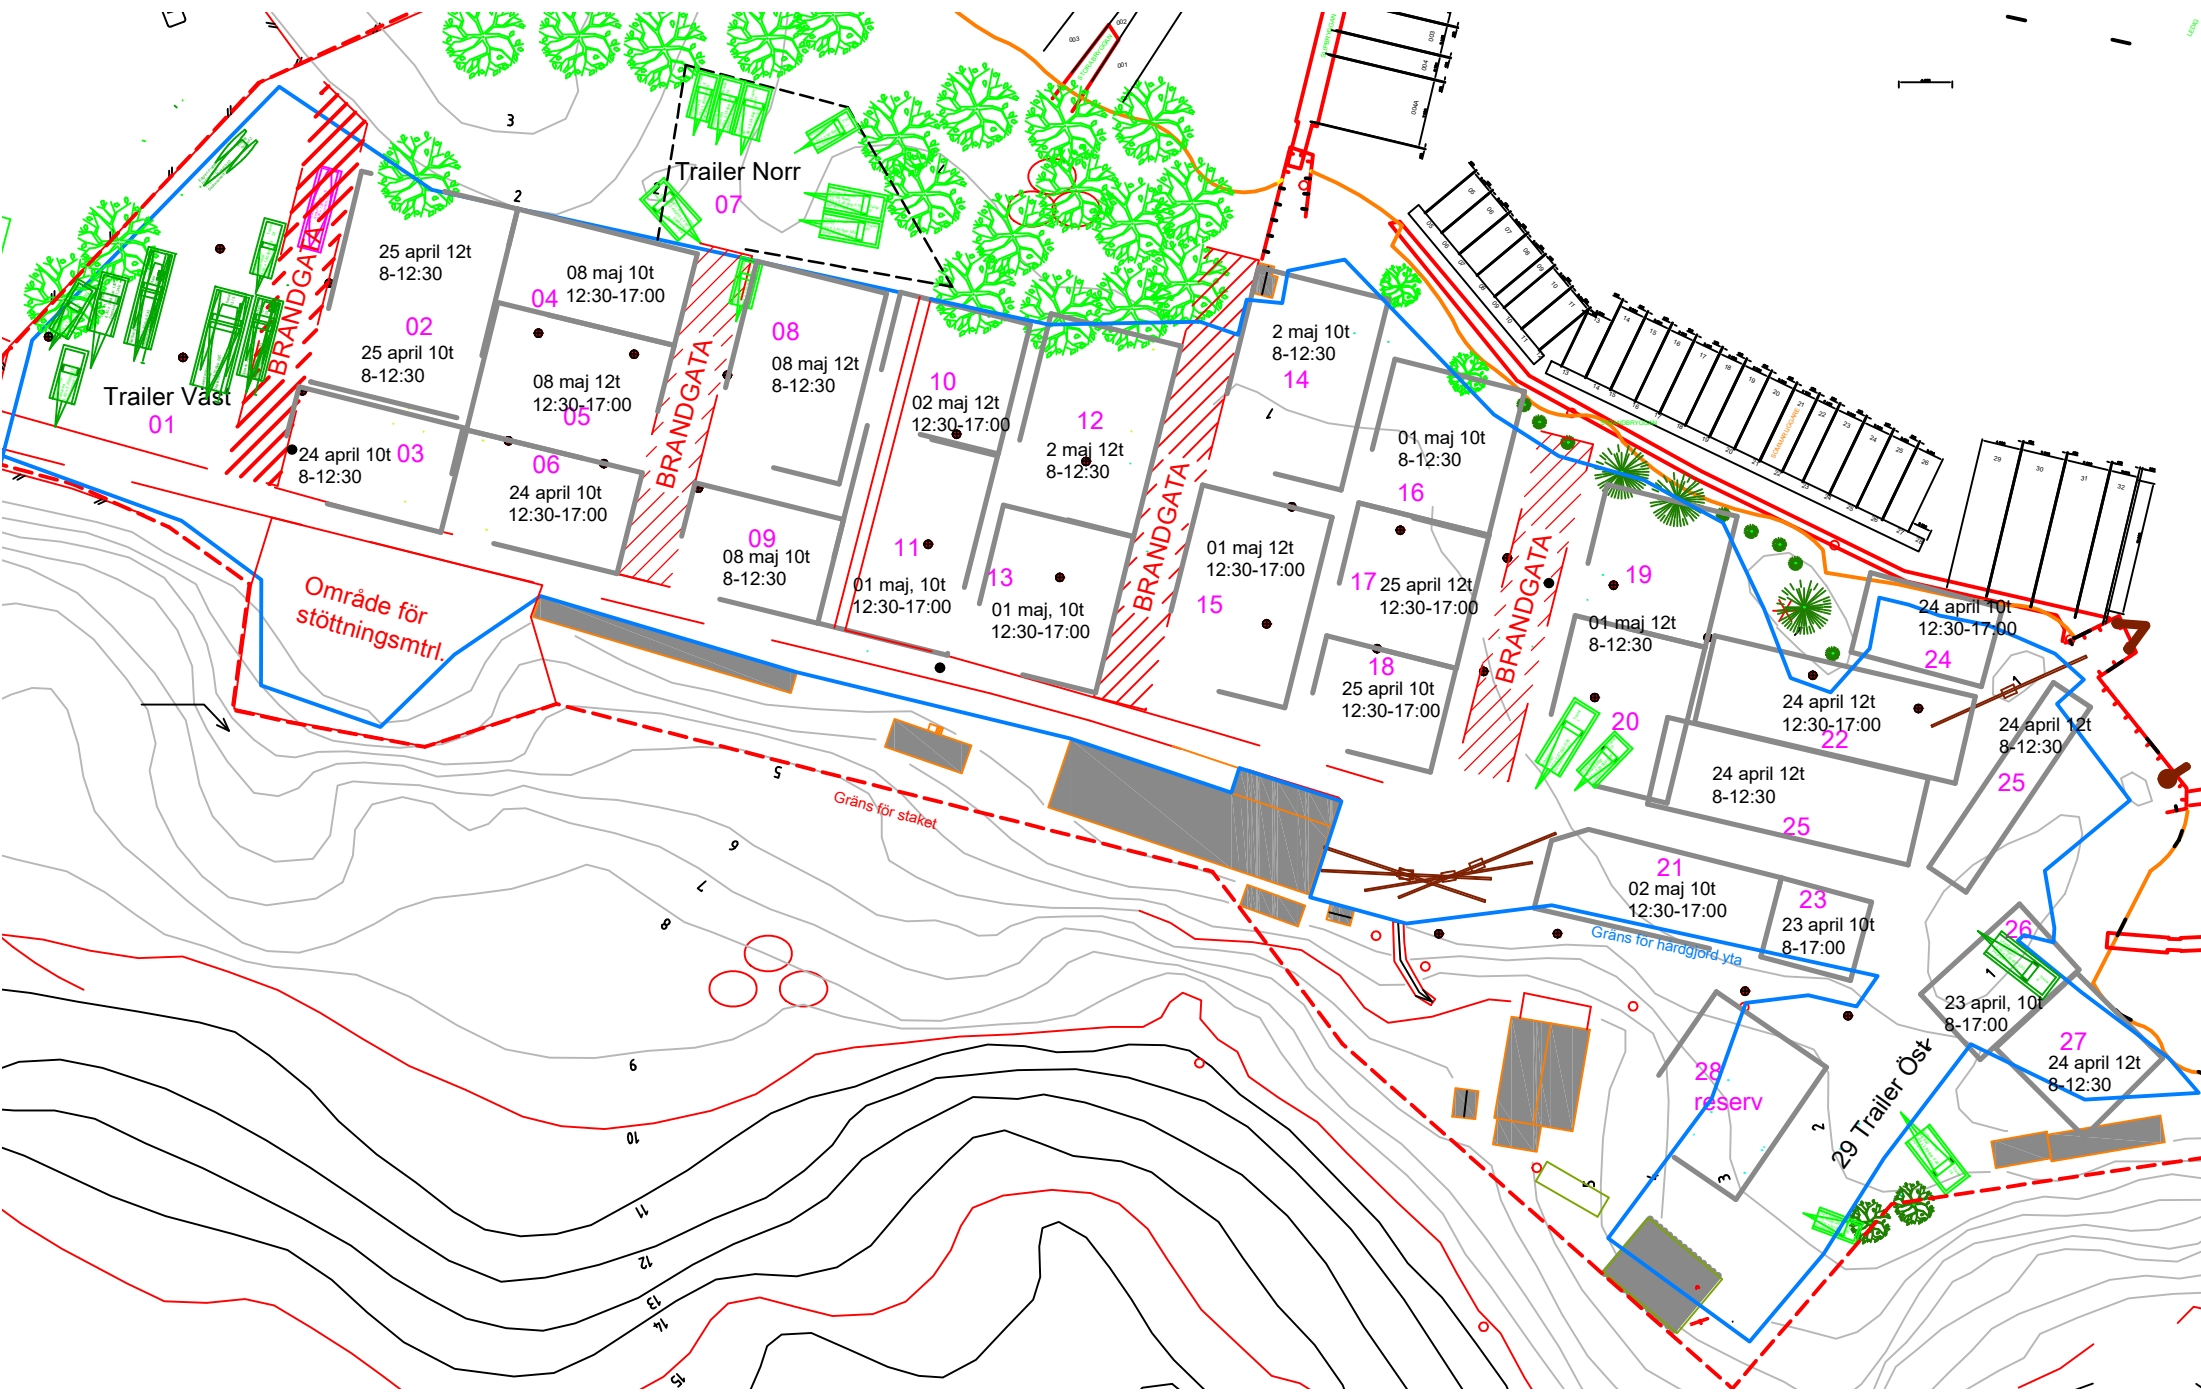 Trailer Norr
07
25 april 12t
8-12:30
02
25 april 10t
8-12:30
08 maj 10t
04
12:30-17:00
08 maj 12t
12:30-17:00
05
BRANDGATA
Trailer Väst
01
24 april 10t
8-12:30
03
06
24 april 10t
12:30-17:00
BRANDGATA
08
08 maj 12t
8-12:30
09
08 maj 10t
8-12:30
10
02 maj 12t
12:30-17:00
11
01 maj, 10t
12:30-17:00
12
2 maj 12t
8-12:30
13
01 maj, 10t
12:30-17:00
BRANDGATA
2 maj 10t
8-12:30
14
01 maj 12t
12:30-17:00
15
01 maj 10t
8-12:30
16
17
25 april 12t
12:30-17:00
18
25 april 10t
12:30-17:00
BRANDGATA
19
01 maj 12t
8-12:30
20
24 april 10t
12:30-17:00
24
24 april 12t
12:30-17:00
22
24 april 12t
8-12:30
25
24 april 12t
8-12:30
25
21
02 maj 10t
12:30-17:00
23
23 april 10t
8-17:00
26
23 april, 10t
8-17:00
27
24 april 12t
8-12:30
28
reserv
29 Trailer Öst
Område för
stöttningsmtrl.
Gräns för staket
Gräns för hårdgjord yta
3
2
5
6
7
8
9
10
11
12
13
14
15